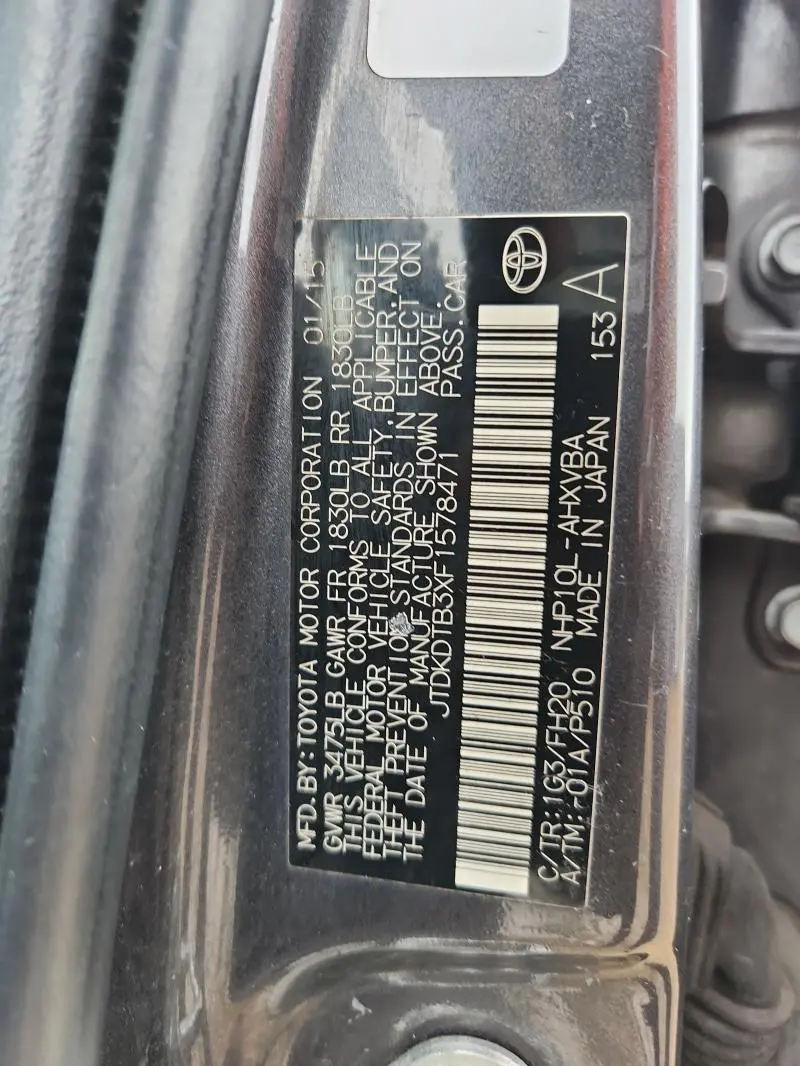 MFD.BY:TOYOTA MOTOR CORPORATION 01/15
GVWR 3475LB GAWR FR 1830LB RR 1830LB
THIS VEHICLE CONFORMS TO ALL APPLICABLE
FEDERAL MOTOR VEHICLE SAFETY,BUMPER,AND
THEFT PREVENTION STANDARDS IN EFFECT ON
THE DATE OF MANUFACTURE SHOWN ABOVE.
JTDKDTB3XF1578471 PASS.CAR
C/TR:1G3/FH20 NHP10L-AHXVBA 153 A
A/TM:-01A/P510 MADE IN JAPAN